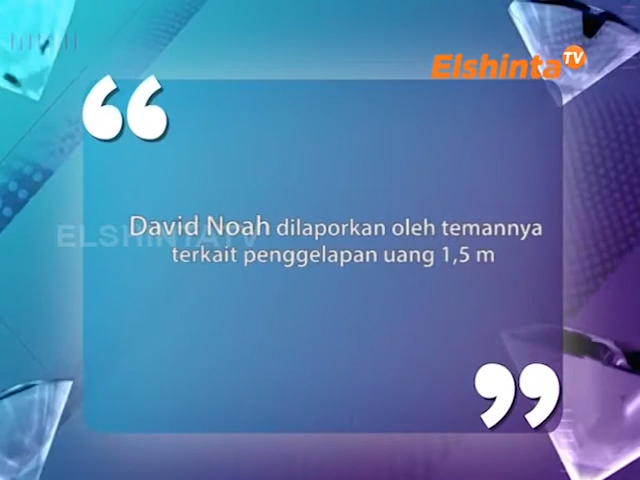 Elshinta TV
David Noah dilaporkan oleh temannya
ELSHINTATV
terkait penggelapan uang 1,5 m